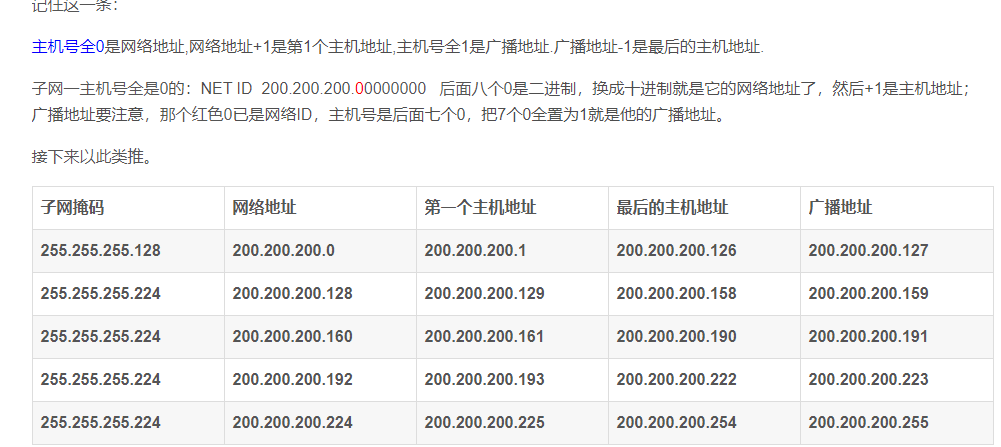 记住这一条：
主机号全0是网络地址,网络地址+1是第1个主机地址,主机号全1是广播地址.广播地址-1是最后的主机地址.
子网一主机号全是0的：NET ID 200.200.200.00000000 后面八个0是二进制，换成十进制就是它的网络地址了，然后+1是主机地址；
广播地址要注意，那个红色0已是网络ID，主机号是后面七个0，把7个0全置为1就是他的广播地址。
接下来以此类推。
子网掩码 网络地址 第一个主机地址 最后的主机地址 广播地址
255.255.255.128 200.200.200.0 200.200.200.1 200.200.200.126 200.200.200.127
255.255.255.224 200.200.200.128 200.200.200.129 200.200.200.158 200.200.200.159
255.255.255.224 200.200.200.160 200.200.200.161 200.200.200.190 200.200.200.191
255.255.255.224 200.200.200.192 200.200.200.193 200.200.200.222 200.200.200.223
255.255.255.224 200.200.200.224 200.200.200.225 200.200.200.254 200.200.200.255